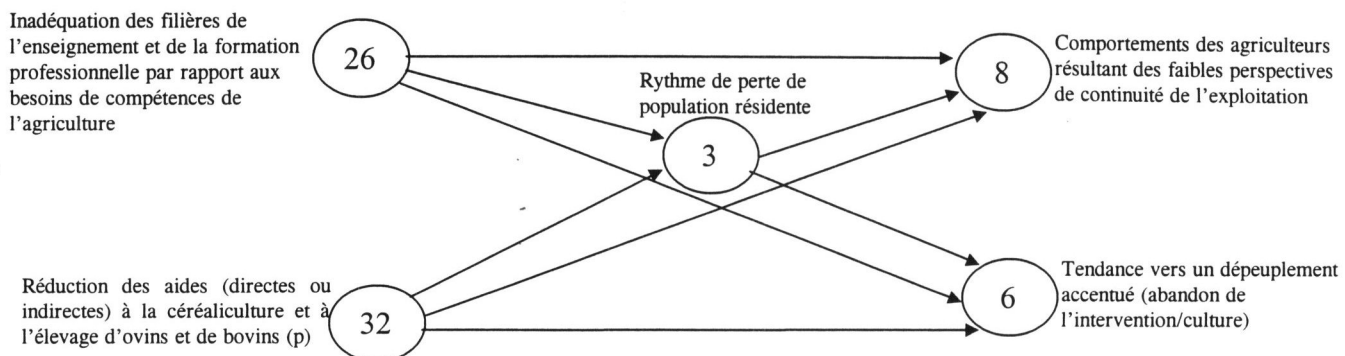 Inadéquation des filières de
l'enseignement et de la formation
professionnelle par rapport aux
besoins de compétences de
l'agriculture
26
Rythme de perte de
population résidente
3
8
Comportements des agriculteurs
résultant des faibles perspectives
de continuité de l'exploitation
Réduction des aides (directes ou
indirectes) à la céréaliculture et à
l'élevage d'ovins et de bovins (p)
32
6
Tendance vers un dépeuplement
accentué (abandon de
l'intervention/culture)